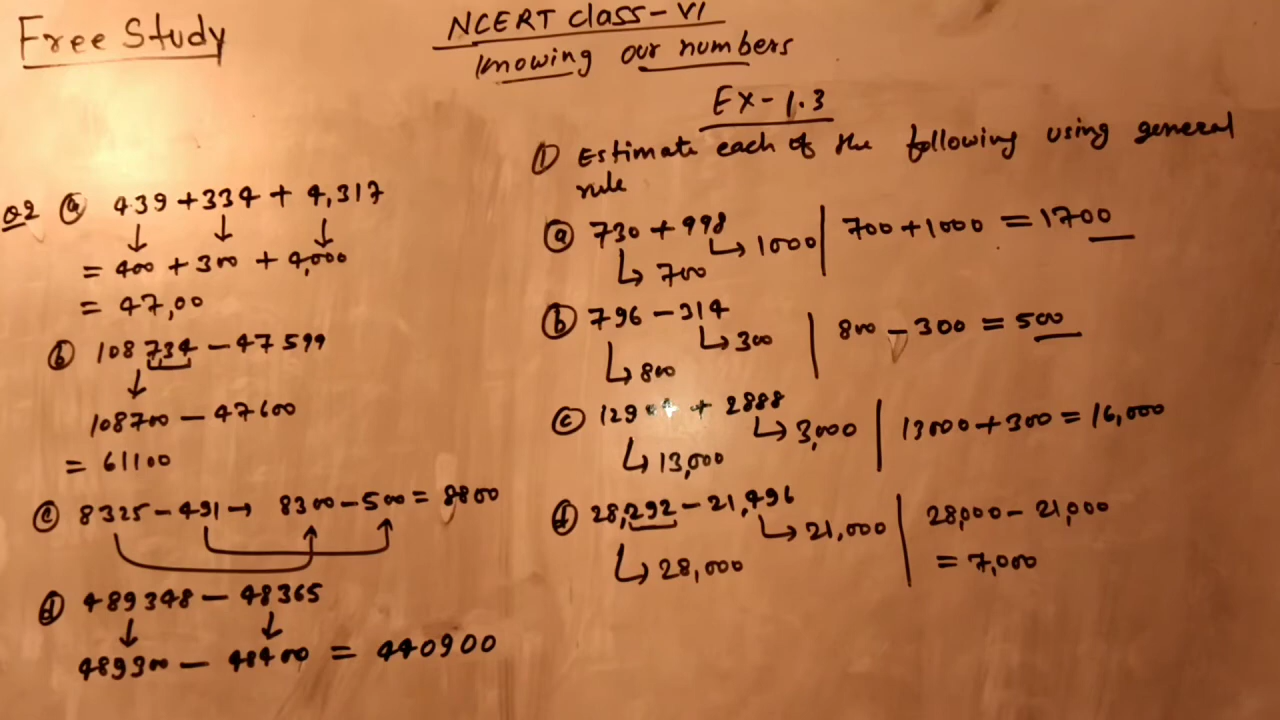 Free Study
NCERT Class-VI
Knowing our numbers
Ex-1.3
① Estimate each of the following using general
rule
ⓐ 730 + 998
↳ 1000 | 700 + 1000 = 1700
↳ 700
ⓑ 796 - 314
↳ 300 | 800 - 300 = 500
↳ 800
ⓒ 129 + 2888
↳ 3,000 | 13000 + 300 = 16,000
↳ 13,000
ⓓ 28,292 - 21,496
↳ 21,000 | 28,000 - 21,000
↳ 28,000
= 7,000
Q2 ⓐ 439 + 334 + 4,317
↓ ↓ ↓
= 400 + 300 + 4,000
= 47,00
ⓑ 108 734 - 47599
↓
108700 - 47600
= 61100
ⓒ 8325 - 491 → 8300 - 500 = 8800
ⓓ 489348 - 48365
↓ ↓
489300 - 48400 = 440900